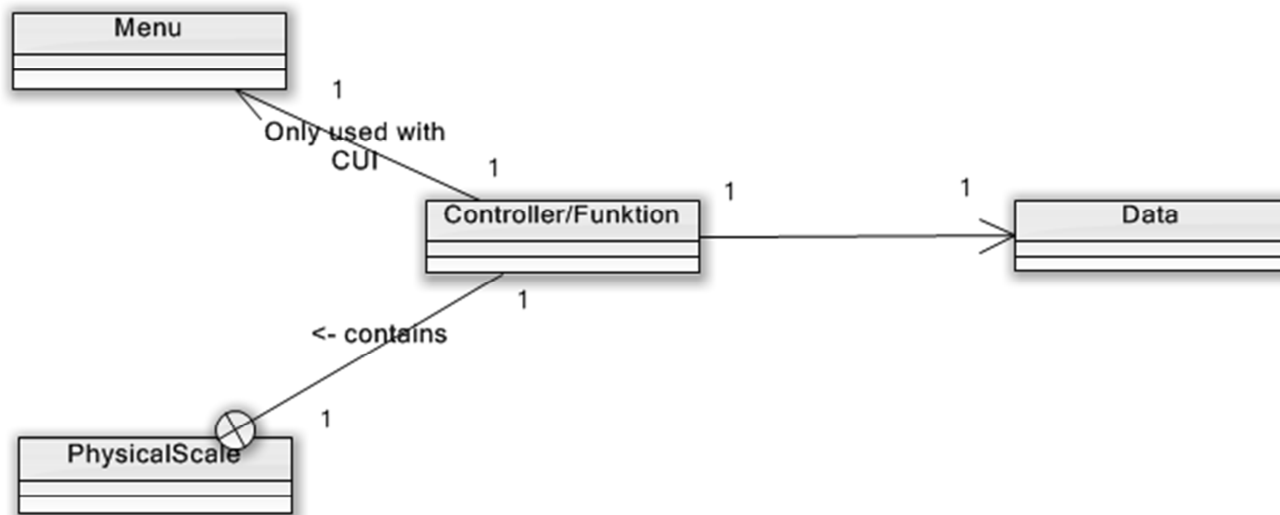 Menu
1
Only used with
CUI
1
Controller/Funktion
1
1
Data
1
<- contains
1
PhysicalScale